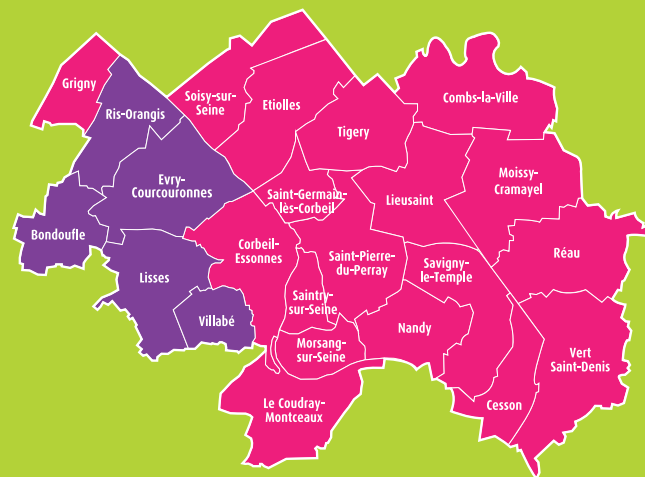 Grigny
Ris-Orangis
Soisy-sur-
Seine
Etiolles
Tigery
Combs-la-Ville
Evry-
Courcouronnes
Saint-Germain-
lès-Corbeil
Lieusaint
Moissy-
Cramayel
Bondoufle
Lisses
Corbeil-
Essonnes
Saint-Pierre-
du-Perray
Savigny-
le-Temple
Réau
Villabé
Saintry-
sur-Seine
Morsang-
sur-Seine
Nandy
Vert
Saint-Denis
Le Coudray-
Montceaux
Cesson